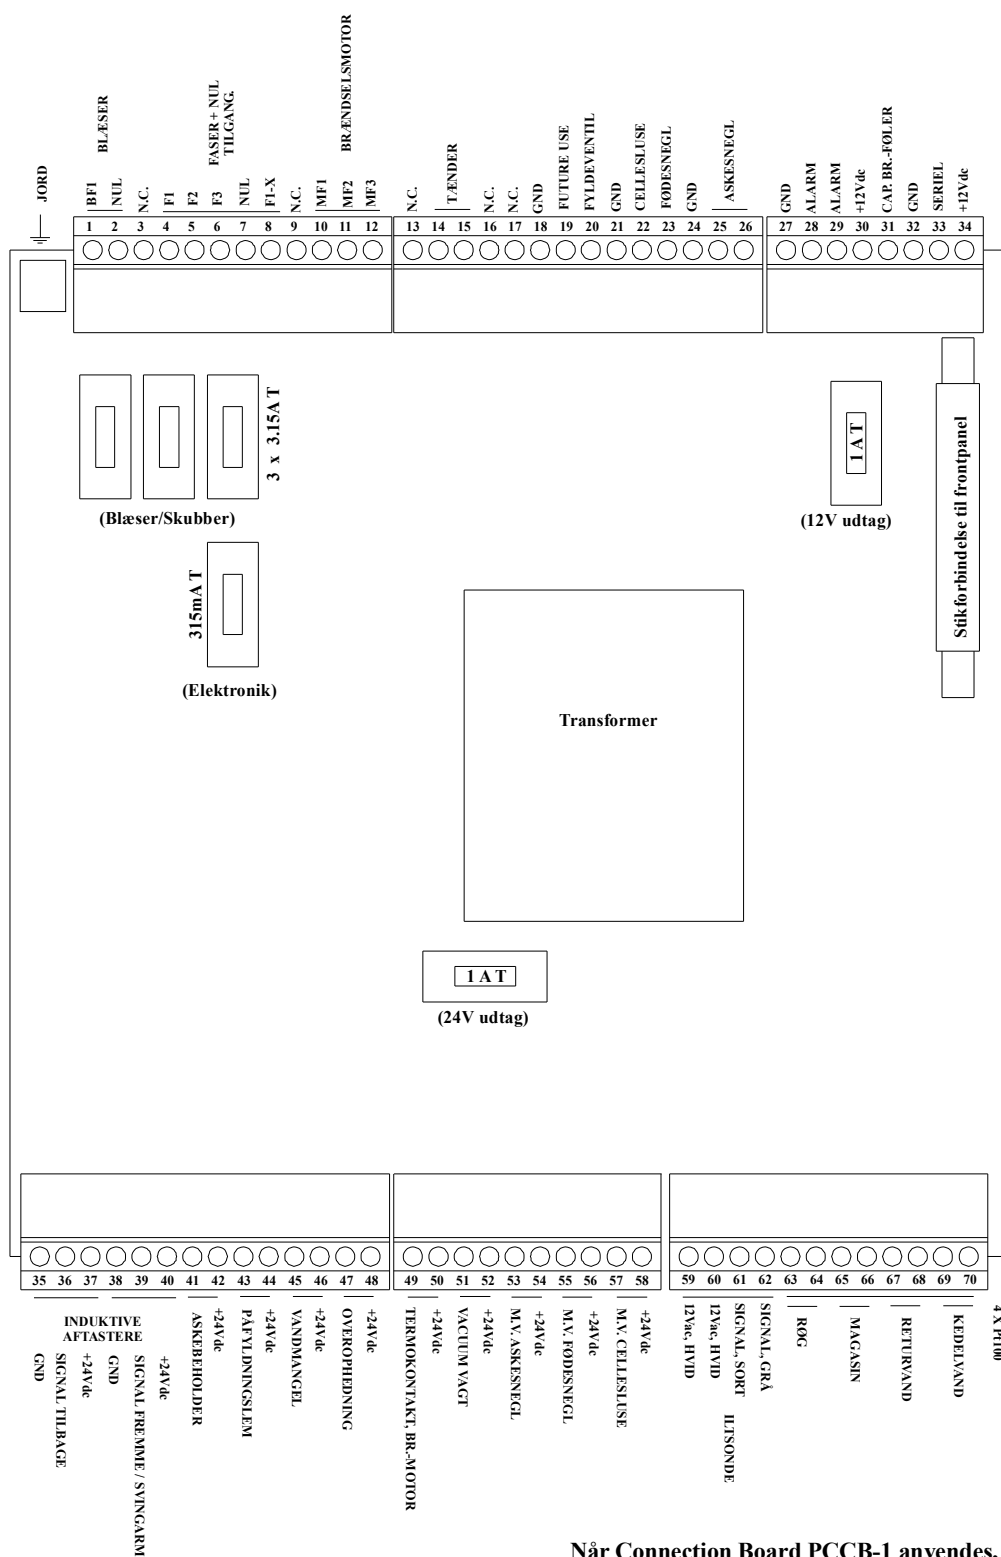 JORD
BLÆSER
FASER + NUL
TILGANG.
BRÆNDSELSMOTOR
BF1
NUL
N.C.
F1
F2
F3
NUL
F1-X
N.C.
MF1
MF2
MF3
N.C.
TÆNDER
N.C.
N.C.
GND
FUTURE USE
FYLDEVENTIL
GND
CELLESLUSE
FØDESNEGL
GND
ASKESNEGL
GND
ALARM
ALARM
+12Vdc
CAP. BR.-FØLER
GND
SERIEL
+12Vdc
1 2 3 4 5 6 7 8 9 10 11 12 13 14 15 16 17 18 19 20 21 22 23 24 25 26 27 28 29 30 31 32 33 34
3 x 3.15A T
(Blæser/Skubber)
1 A T
(12V udtag)
Stikforbindelse til frontpanel
315mA T
(Elektronik)
Transformer
1 A T
(24V udtag)
35 36 37 38 39 40 41 42 43 44 45 46 47 48 49 50 51 52 53 54 55 56 57 58 59 60 61 62 63 64 65 66 67 68 69 70
INDUKTIVE
AFTASTERE
GND
SIGNAL TILBAGE
+24Vdc
GND
SIGNAL FREMME / SVINGARM
+24Vdc
ASKEBEHOLDER
+24Vdc
PÅFYLDNINGSLEM
+24Vdc
VANDMANGEL
+24Vdc
OVEROPHEDNING
+24Vdc
TERMOKONTAKT, BR.-MOTOR
+24Vdc
VACUUM VAGT
+24Vdc
M.V. ASKESNEGL
+24Vdc
M.V. FØDESNEGL
+24Vdc
M.V. CELLESLUSE
+24Vdc
12Vac, HVID
12Vac, HVID
SIGNAL, SORT
SIGNAL, GRÅ
ILTSONDE
RØG
MAGASIN
RETURVAND
KEDELVAND
4 X Pt100
Når Connection Board PCCB-1 anvendes,